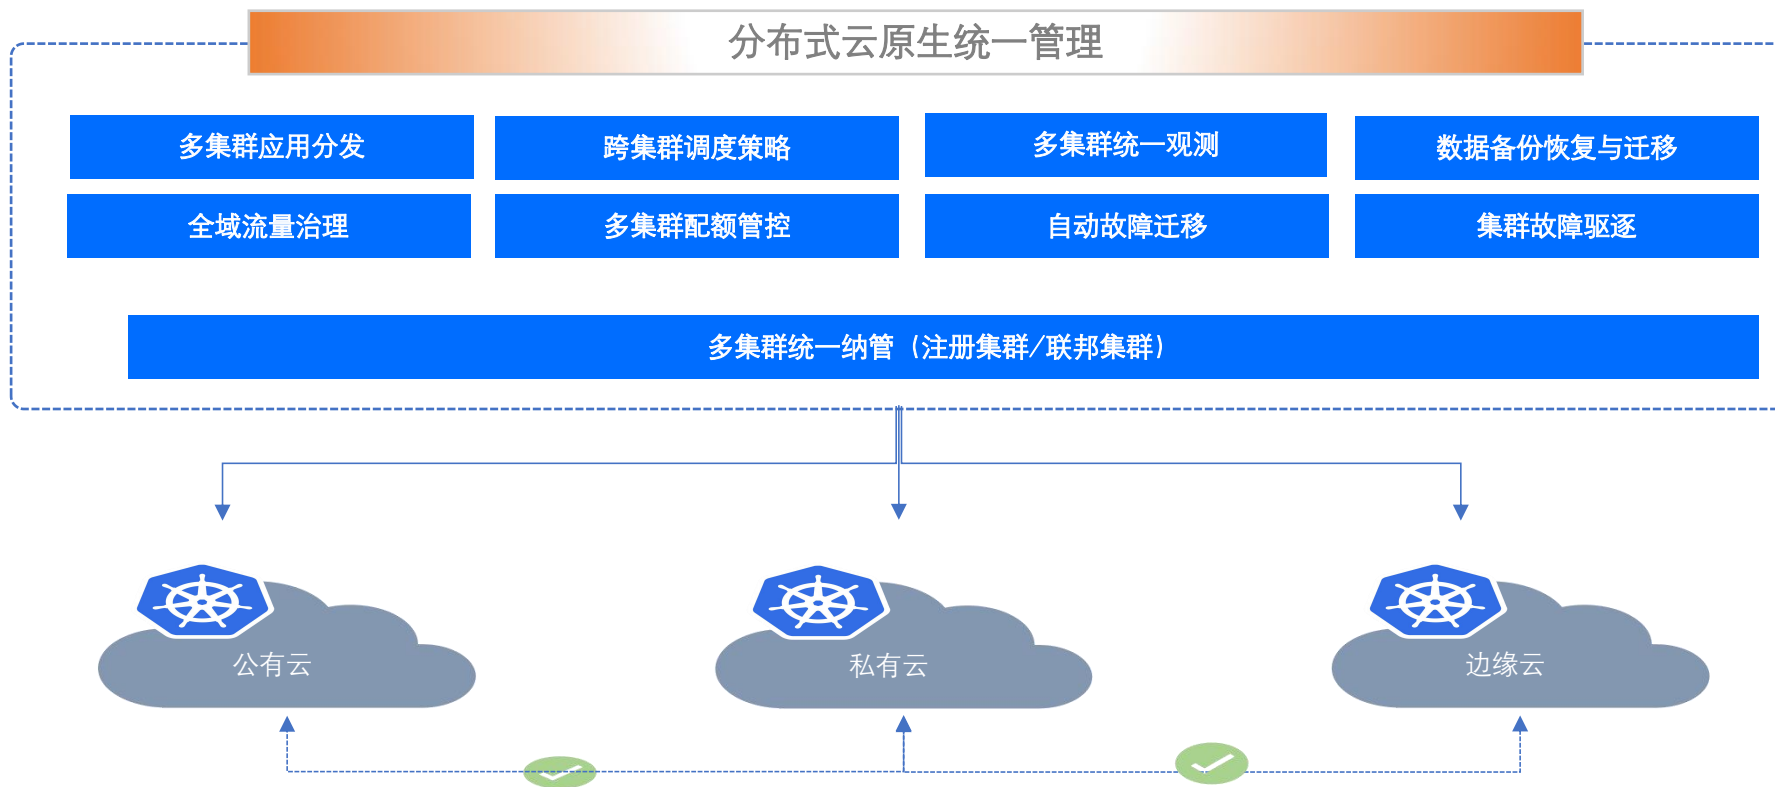 分布式云原生统一管理
多集群应用分发
跨集群调度策略
多集群统一观测
数据备份恢复与迁移
全域流量治理
多集群配额管控
自动故障迁移
集群故障驱逐
多集群统一纳管（注册集群/联邦集群）
公有云
私有云
边缘云